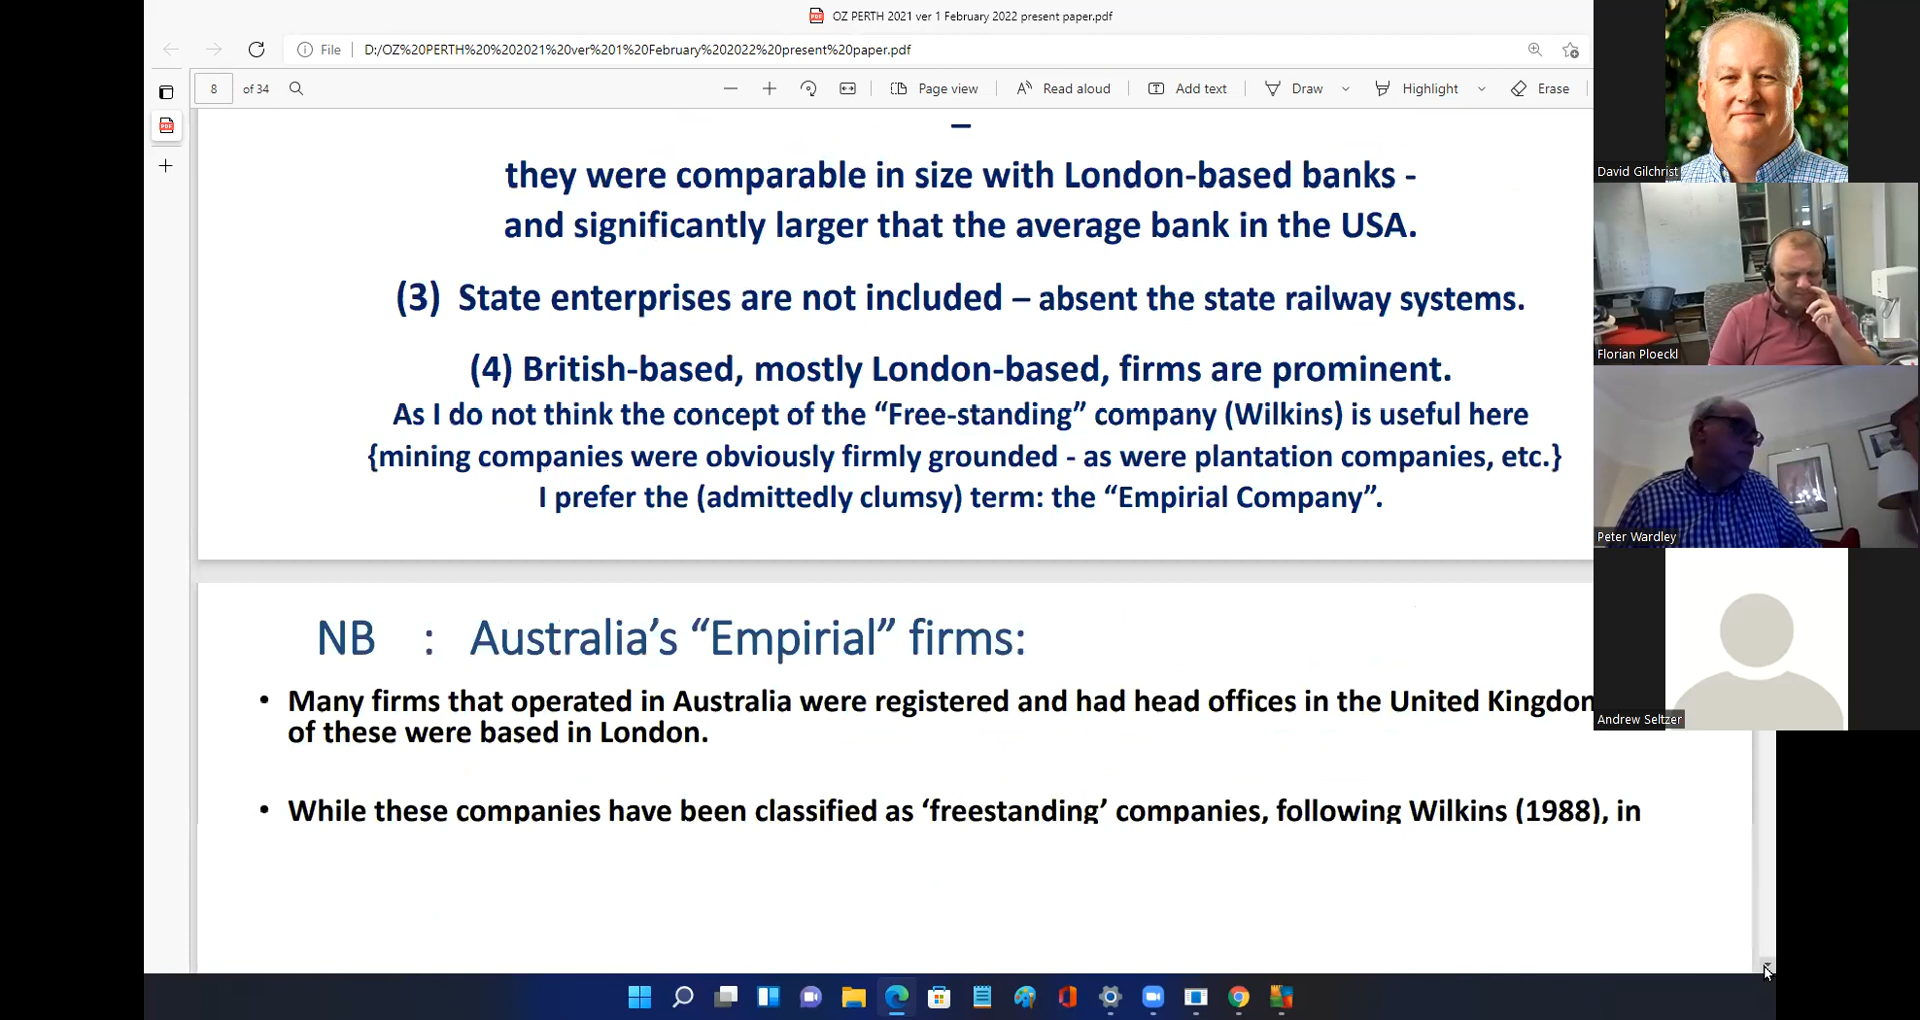 OZ PERTH 2021 ver 1 February 2022 present paper.pdf
File
D:/OZ%20PERTH%20%202021%20ver%201%20February%202022%20present%20paper.pdf
8 of 34
Page view
Read aloud
Add text
Draw
Highlight
Erase
–
they were comparable in size with London-based banks -
and significantly larger that the average bank in the USA.
(3) State enterprises are not included – absent the state railway systems.
(4) British-based, mostly London-based, firms are prominent.
As I do not think the concept of the “Free-standing” company (Wilkins) is useful here
{mining companies were obviously firmly grounded - as were plantation companies, etc.}
I prefer the (admittedly clumsy) term: the “Empirial Company”.
NB : Australia’s “Empirial” firms:
• Many firms that operated in Australia were registered and had head offices in the United Kingdon
of these were based in London.
• While these companies have been classified as ‘freestanding’ companies, following Wilkins (1988), in
David Gilchrist
Florian Ploeckl
Peter Wardley
Andrew Seltzer